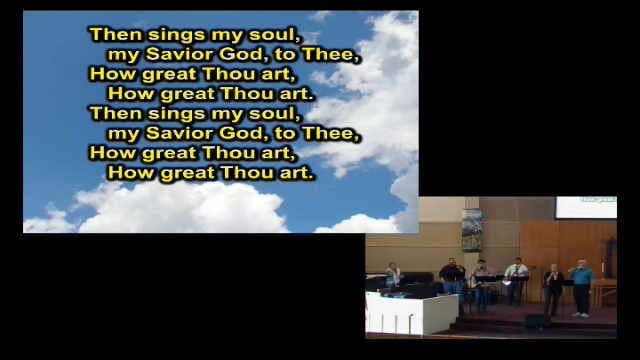 Then sings my soul,
my Savior God, to Thee,
How great Thou art,
How great Thou art.
Then sings my soul,
my Savior God, to Thee,
How great Thou art,
How great Thou art.